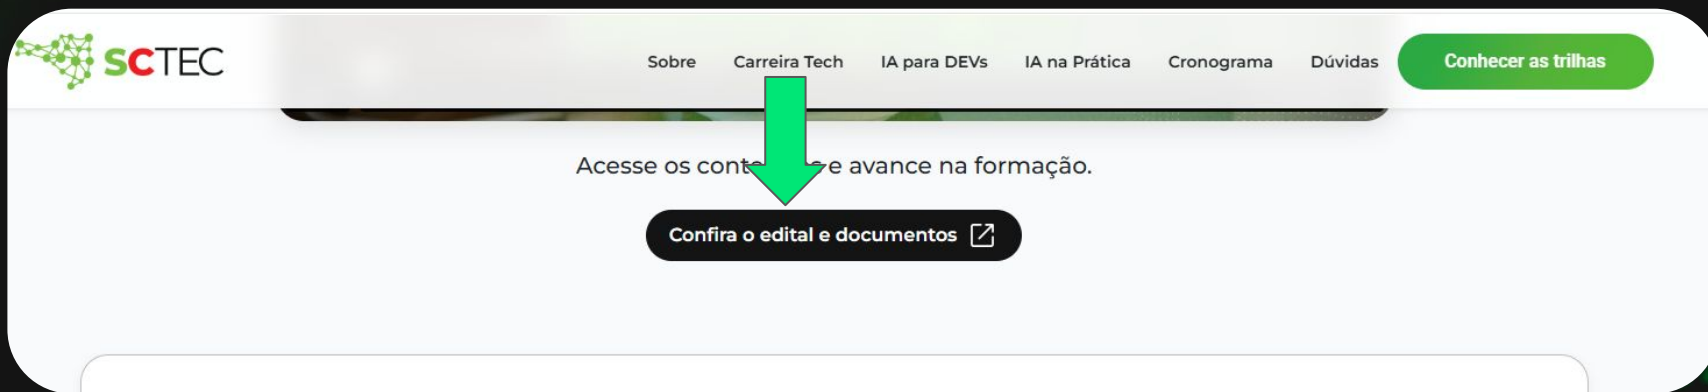 SCTEC
Sobre Carreira Tech IA para DEVs IA na Prática Cronograma Dúvidas Conhecer as trilhas
Acesse os e avance na formação.
Confira o edital e documentos